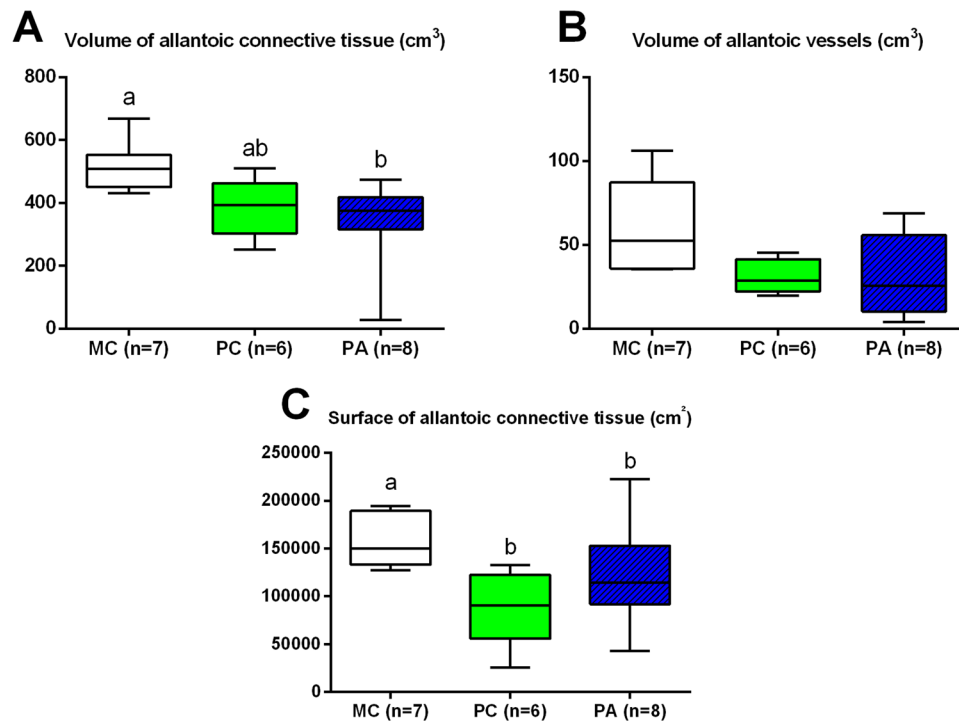 A
Volume of allantoic connective tissue (cm³)
800
600
400
200
0
a
ab
b
MC (n=7) PC (n=6) PA (n=8)
B
Volume of allantoic vessels (cm³)
150
100
50
0
MC (n=7) PC (n=6) PA (n=8)
C
Surface of allantoic connective tissue (cm²)
250000
200000
150000
100000
50000
0
a
b
b
MC (n=7) PC (n=6) PA (n=8)